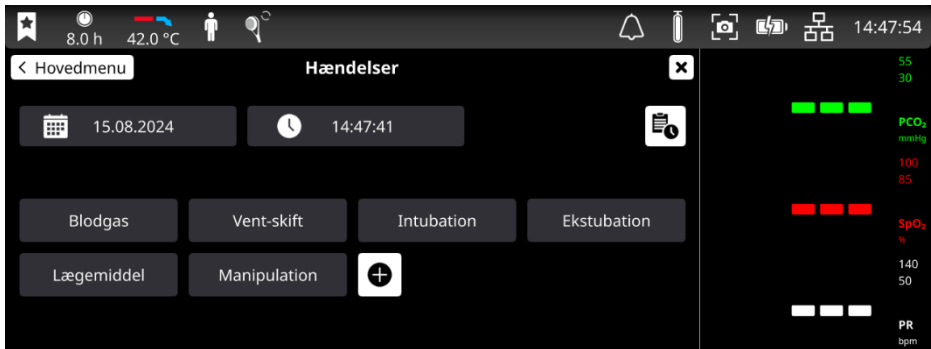 8.0 h 42.0 °C 14:47:54
Hovedmenu Hændelser
15.08.2024 14:47:41
Blodgas Vent-skift Intubation Ekstubation
Lægemiddel Manipulation
55
30
PCO₂
mmHg
100
85
SpO₂
%
140
50
PR
bpm